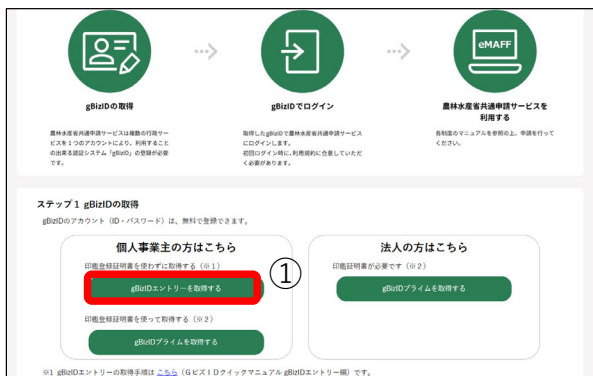 eMAFF
gBizIDの取得
gBizIDでログイン
農林水産省共通申請サービスを
利用する
農林水産省共通申請サービスは複数の行政サー
ビスを１つのアカウントにより、利用すること
の出来る認証システム「gBizID」の登録が必要
です。
取得したgBizIDで農林水産省共通申請サービス
にログインします。
初回ログイン時に、利用規約に合意していただ
く必要があります。
各制度のマニュアルを参照の上、申請を行って
ください。
ステップ１ gBizIDの取得
gBizIDのアカウント（ID・パスワード）は、無料で登録できます。
個人事業主の方はこちら
印鑑登録証明書を使わずに取得する（※１）
gBizIDエントリーを取得する
①
印鑑登録証明書を使って取得する（※２）
gBizIDプライムを取得する
法人の方はこちら
印鑑証明書が必要です（※２）
gBizIDプライムを取得する
※1 gBizIDエントリーの取得手順は こちら（GビズＩDクイックマニュアル gBizIDエントリー編）です。